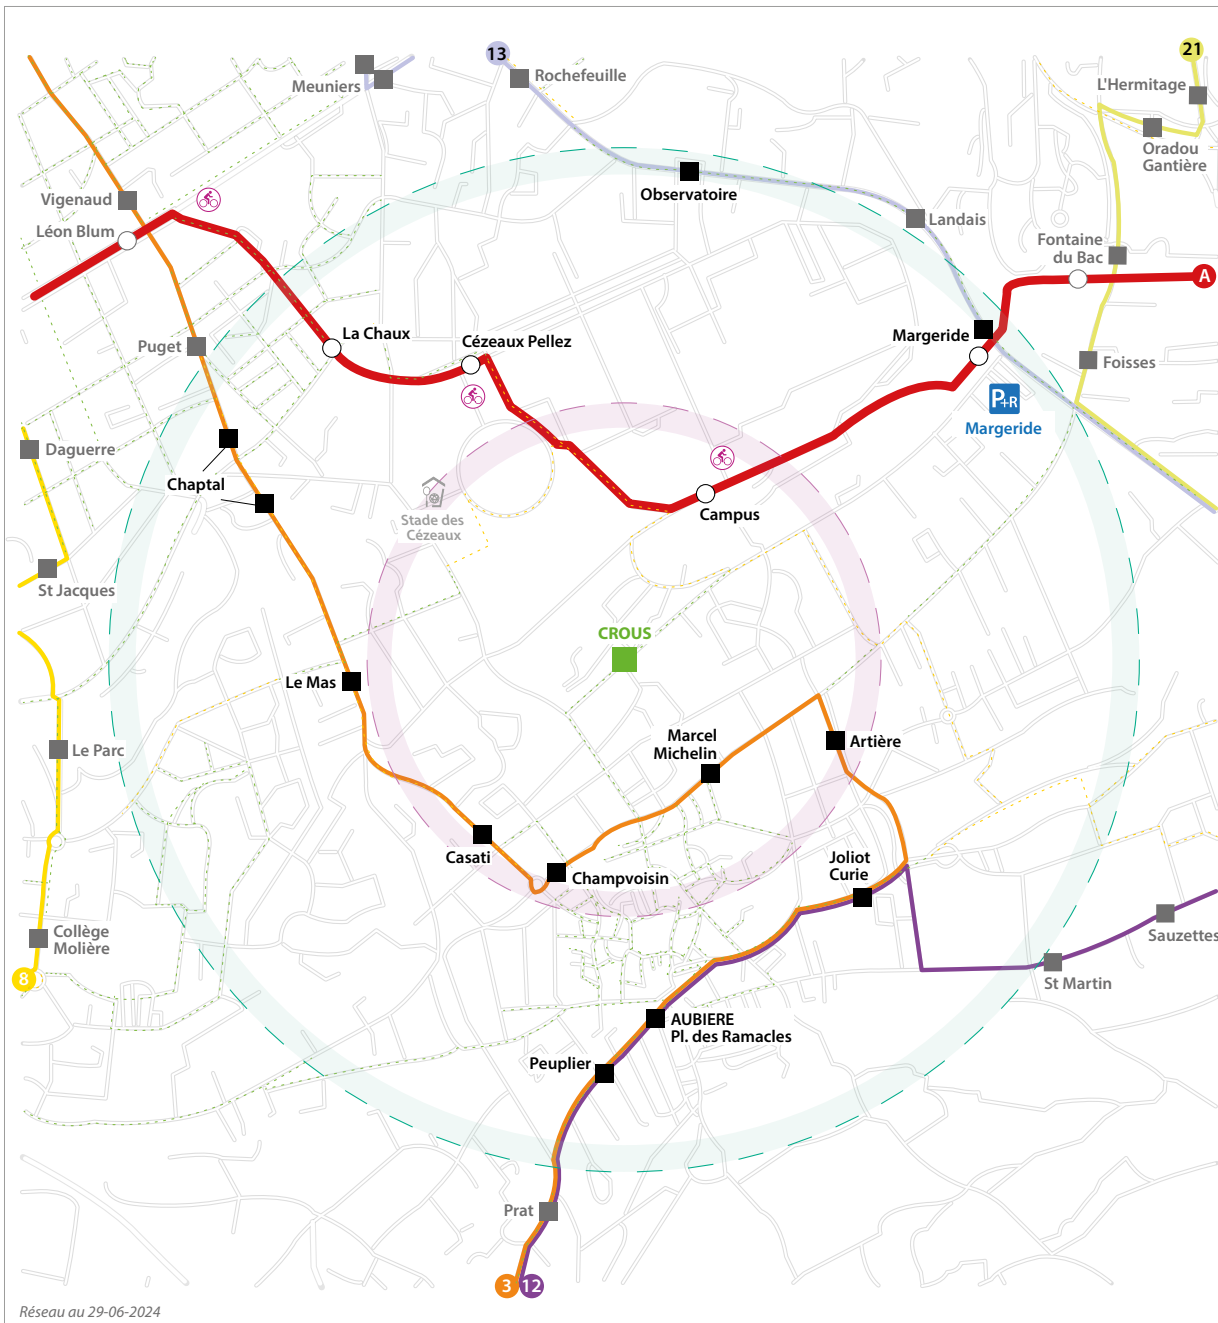 13
21
Meuniers
Rochefeuille
L'Hermitage
Oradou
Gantière
Vigenaud
Observatoire
Léon Blum
Landais
Fontaine
du Bac
A
Puget
La Chaux
Cézeaux Pellez
Margeride
Foisses
P+R
Margeride
Daguerre
Chaptal
Stade des
Cézeaux
Campus
St Jacques
CROUS
Le Mas
Le Parc
Marcel
Michelin
Artière
Casati
Champvoisin
Joliot
Curie
Collège
Molière
Sauzettes
8
St Martin
AUBIERE
Pl. des Ramacles
Peuplier
Prat
3
12
Réseau au 29-06-2024